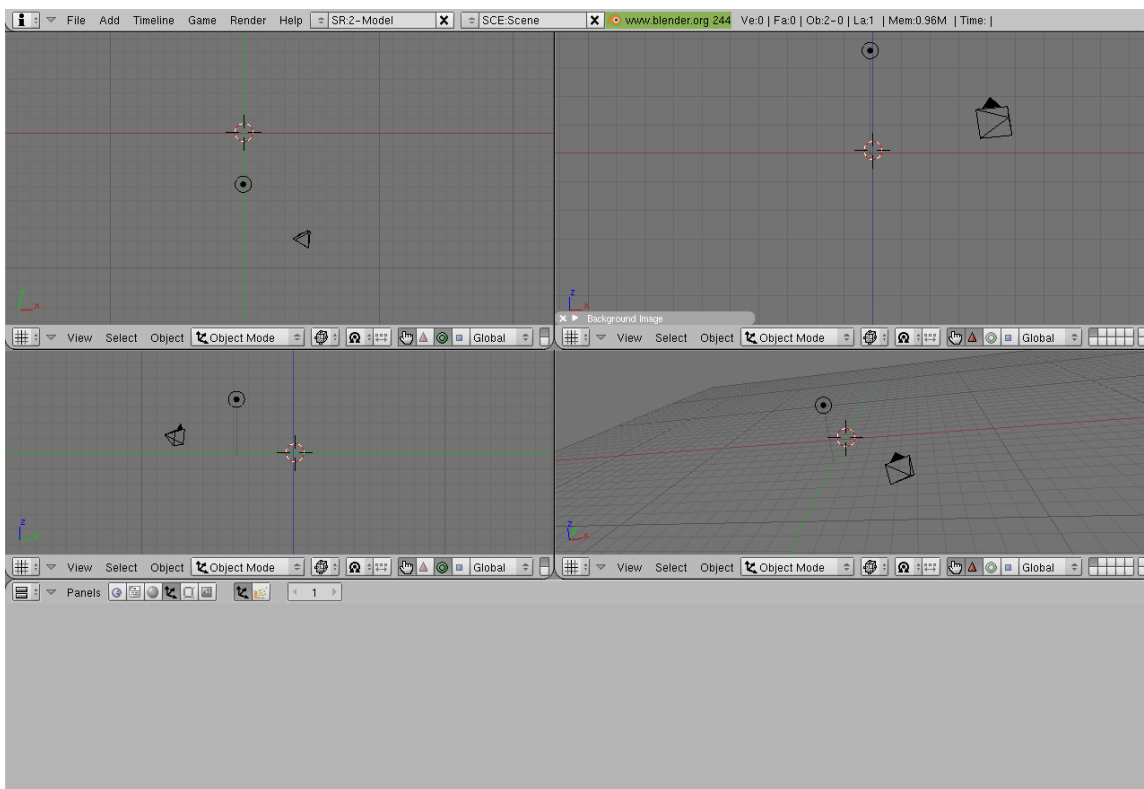 File Add Timeline Game Render Help SR:2-Model SCE:Scene www.blender.org 244 Ve:0 | Fa:0 | Ob:2-0 | La:1 | Mem:0.96M | Time: |
z
x
x
Background Image
View Select Object Object Mode Global
View Select Object Object Mode Global
z
z
x
View Select Object Object Mode Global
View Select Object Object Mode Global
Panels 1